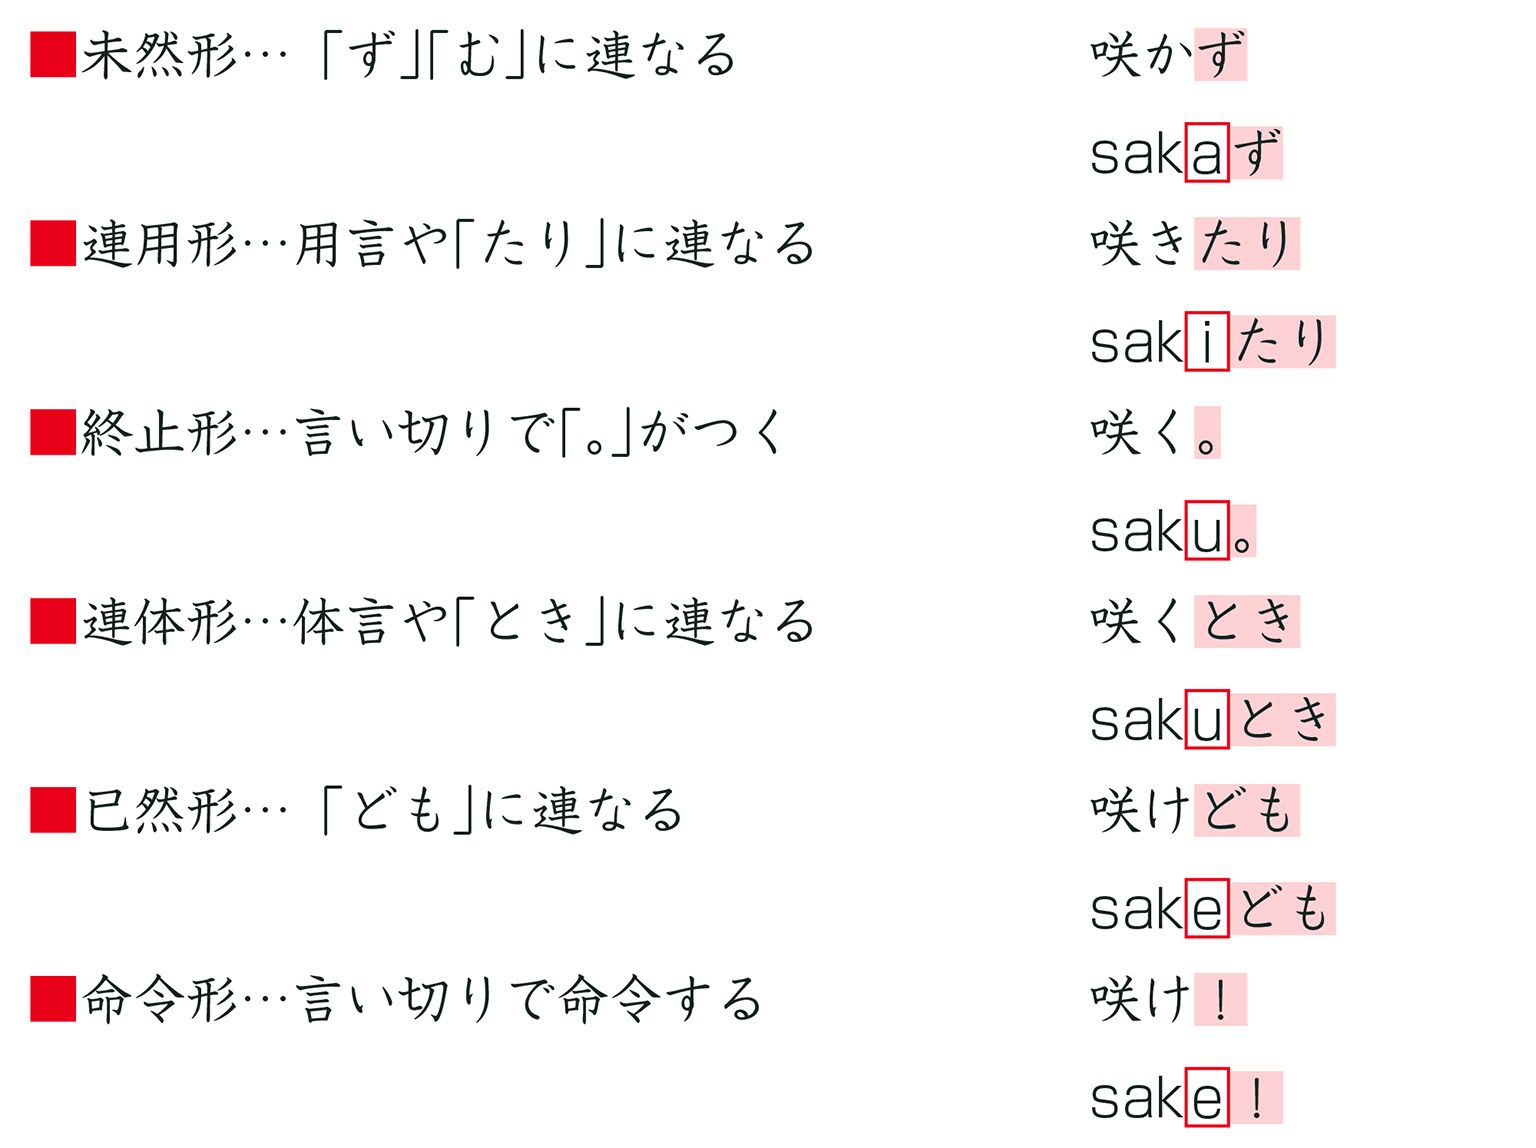 ■未然形…「ず」「む」に連なる 咲かず
sakaず
■連用形…用言や「たり」に連なる 咲きたり
sakiたり
■終止形…言い切りで「。」がつく 咲く。
saku。
■連体形…体言や「とき」に連なる 咲くとき
sakuとき
■已然形…「ども」に連なる 咲けども
sakeども
■命令形…言い切りで命令する 咲け！
sake！